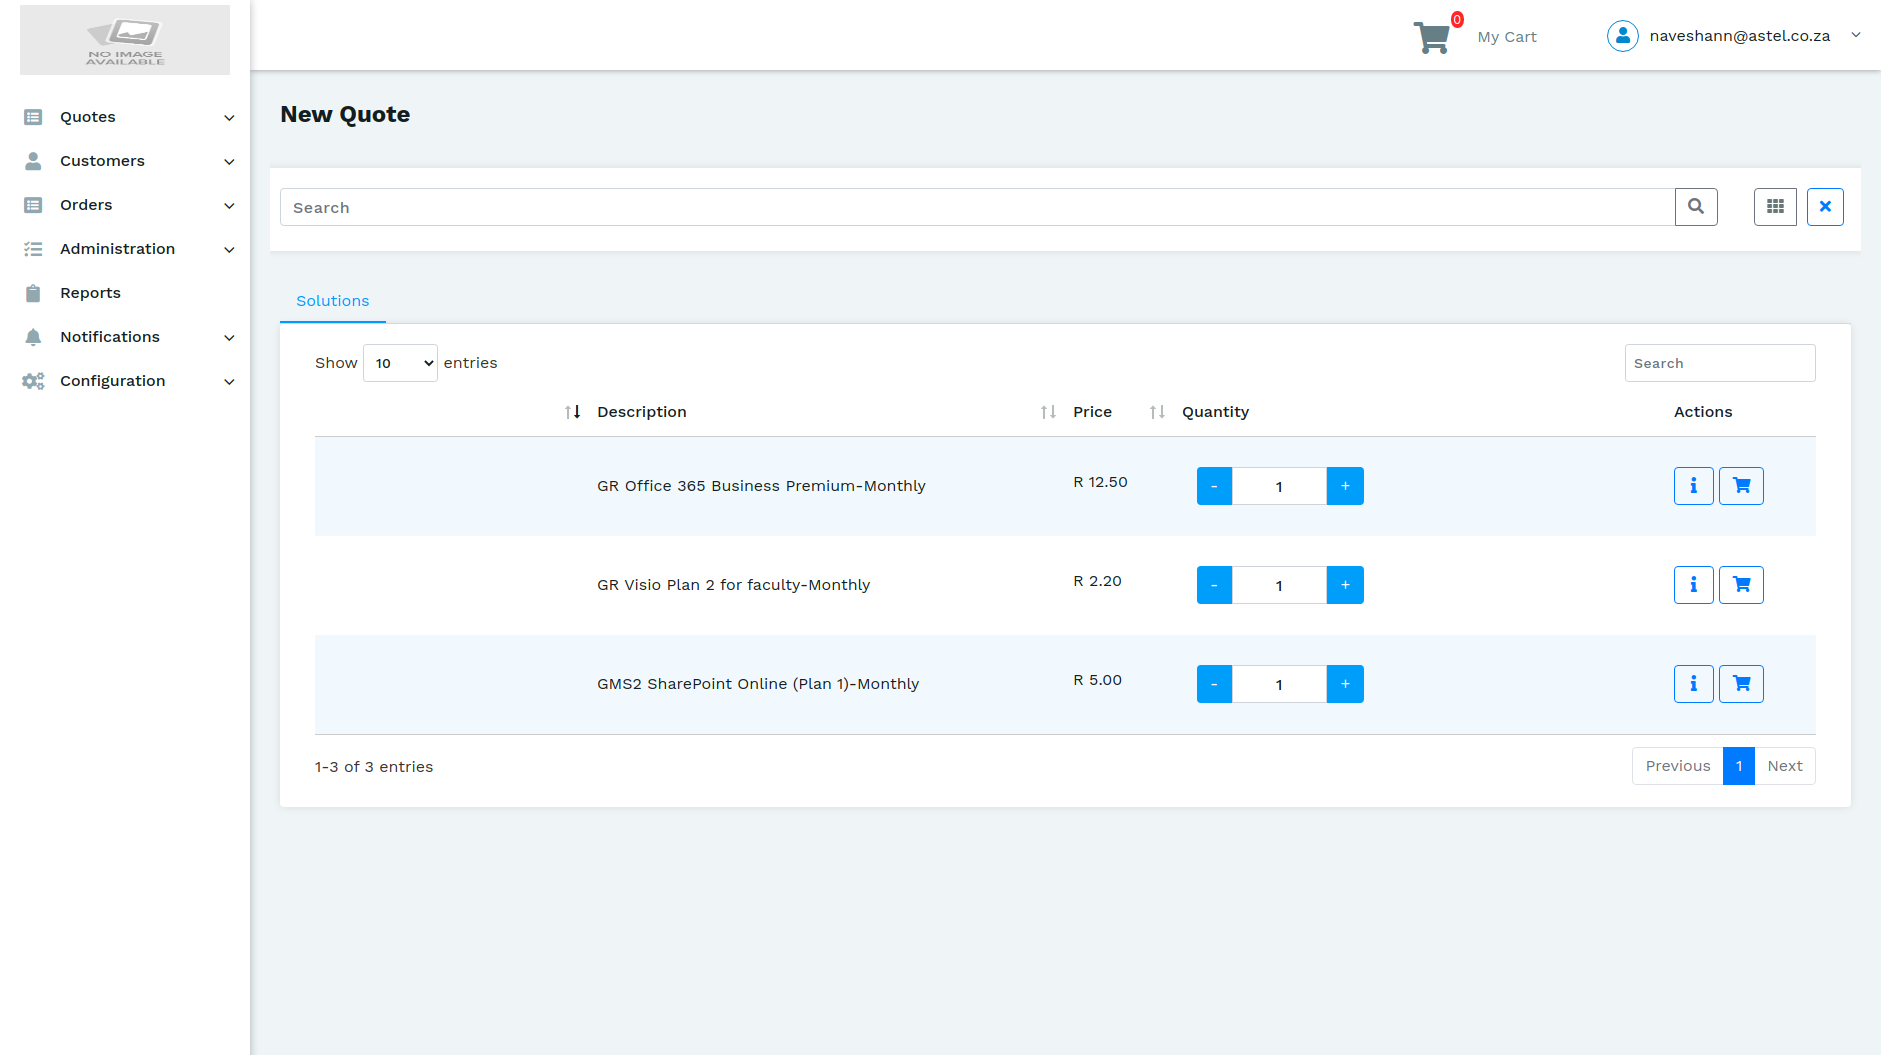 NO IMAGE
AVAILABLE
0
My Cart
naveshann@astel.co.za
Quotes
Customers
Orders
Administration
Reports
Notifications
Configuration
New Quote
Search
Solutions
Show 10 entries
Search
Description Price Quantity Actions
GR Office 365 Business Premium-Monthly R 12.50 - 1 +
GR Visio Plan 2 for faculty-Monthly R 2.20 - 1 +
GMS2 SharePoint Online (Plan 1)-Monthly R 5.00 - 1 +
1-3 of 3 entries
Previous 1 Next